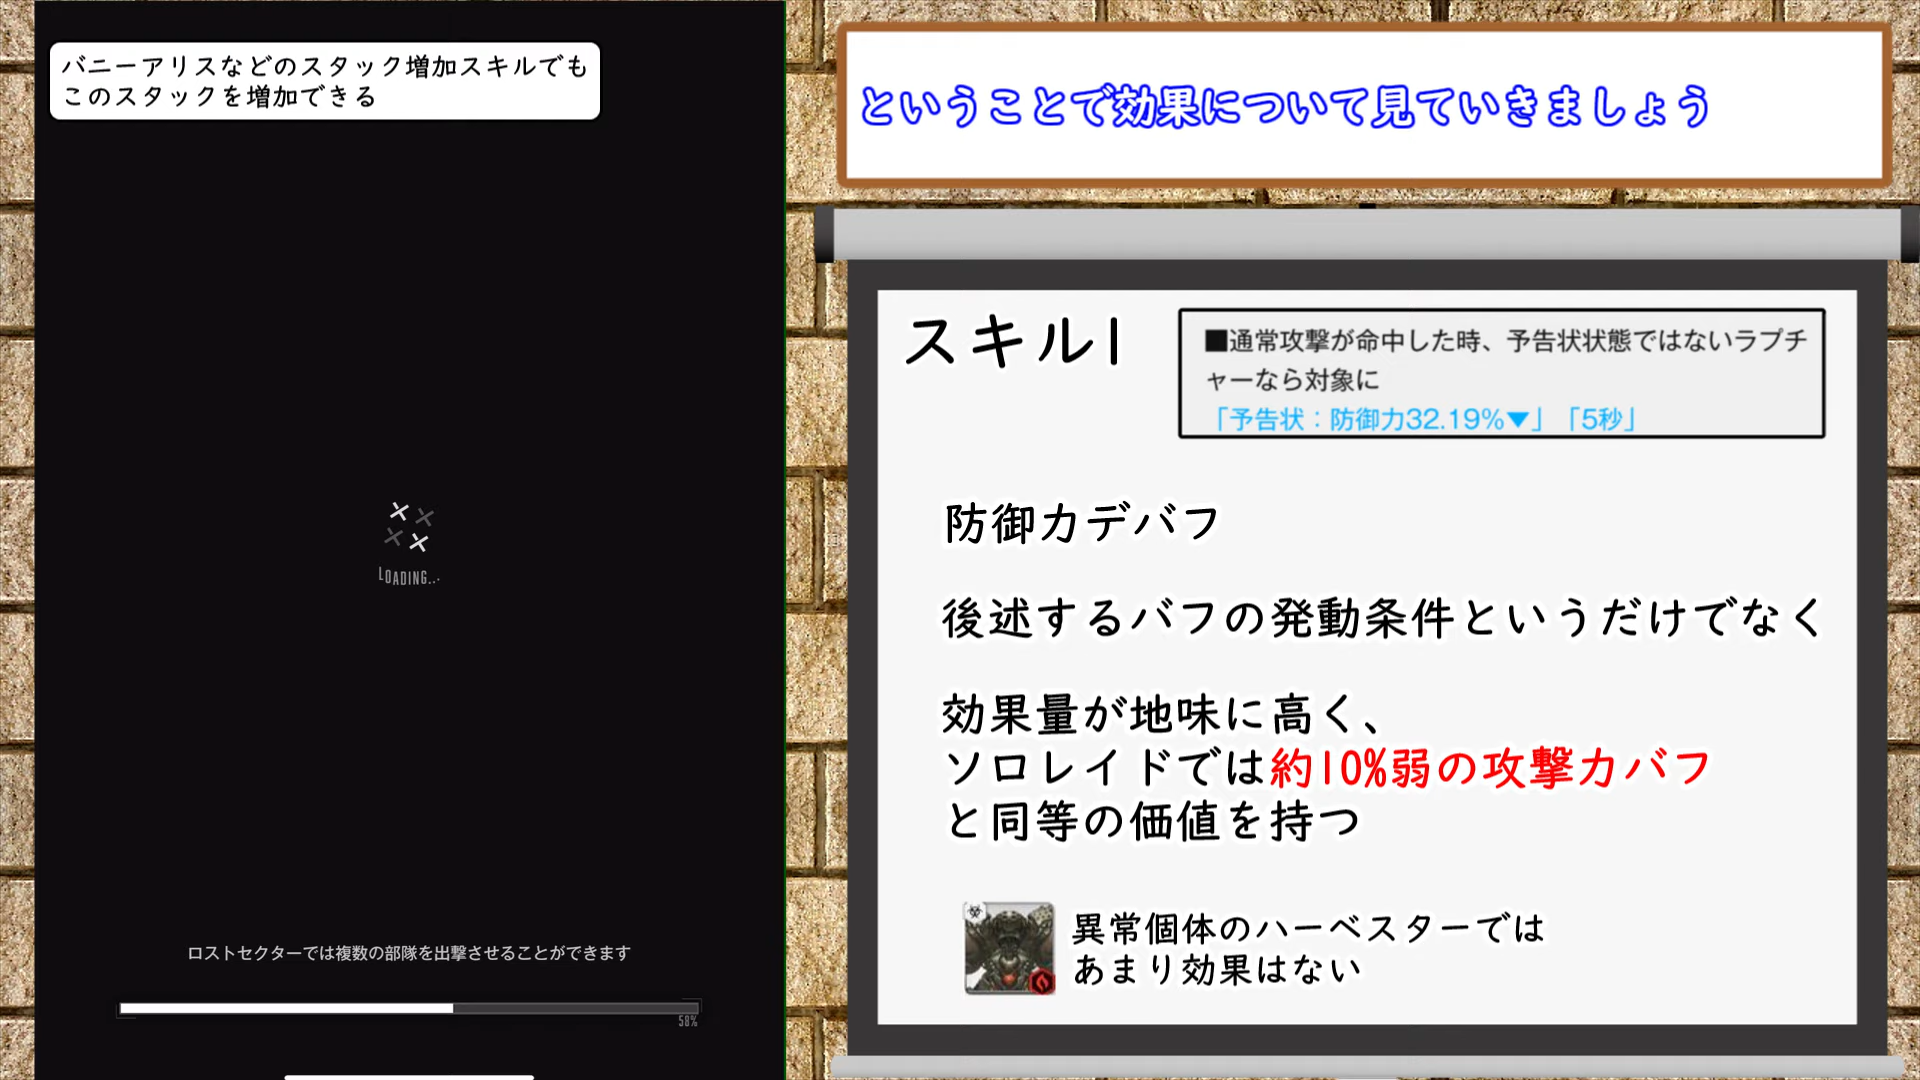 バニーアリスなどのスタック増加スキルでも
このスタックを増加できる
LOADING...
ロストセクターでは複数の部隊を出撃させることができます
58%
ということで効果について見ていきましょう
スキル1
■通常攻撃が命中した時、予告状状態ではないラプチ
ャーなら対象に
「予告状：防御力32.19%▼」「5秒」
防御力デバフ
後述するバフの発動条件というだけでなく
効果量が地味に高く、
ソロレイドでは約10%弱の攻撃力バフ
と同等の価値を持つ
異常個体のハーベスターでは
あまり効果はない